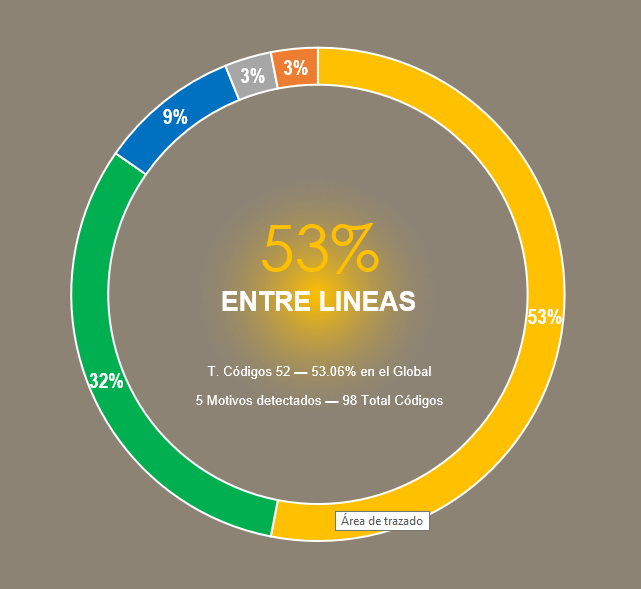 3%
3%
9%
53%
ENTRE LINEAS
53%
T. Códigos 52 — 53.06% en el Global
32%
5 Motivos detectados — 98 Total Códigos
Área de trazado